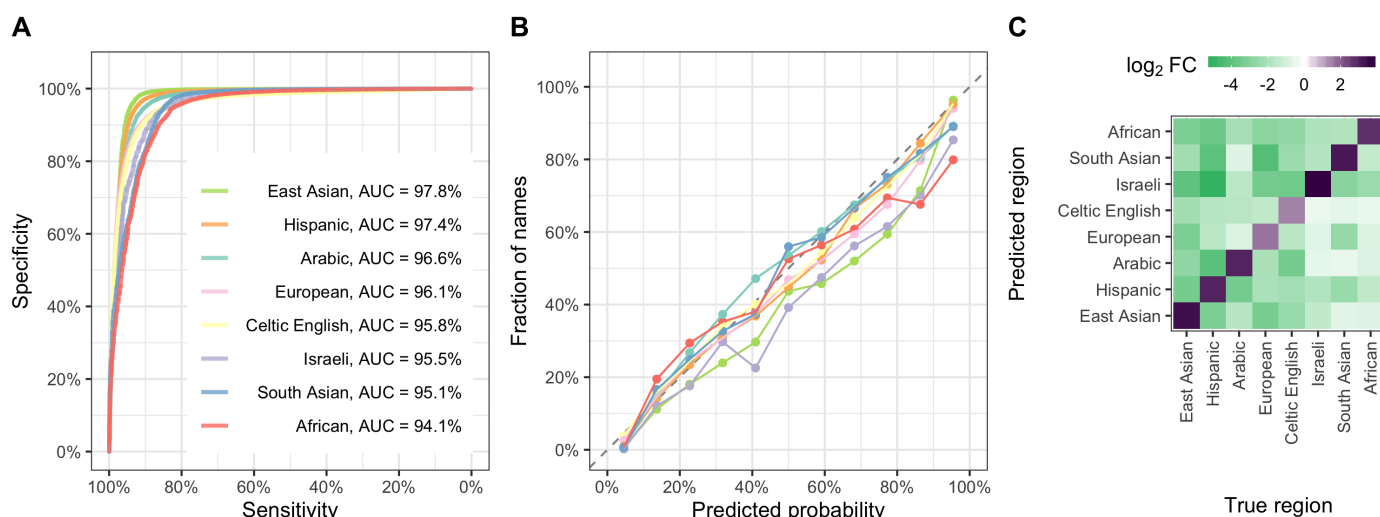 A
100%
80%
60%
40%
20%
0%
Specificity
East Asian, AUC = 97.8%
Hispanic, AUC = 97.4%
Arabic, AUC = 96.6%
European, AUC = 96.1%
Celtic English, AUC = 95.8%
Israeli, AUC = 95.5%
South Asian, AUC = 95.1%
African, AUC = 94.1%
100% 80% 60% 40% 20% 0%
Sensitivity
B
100%
80%
60%
40%
20%
0%
Fraction of names
0% 20% 40% 60% 80% 100%
Predicted probability
C
log2 FC
-4 -2 0 2
Predicted region
African
South Asian
Israeli
Celtic English
European
Arabic
Hispanic
East Asian
East Asian
Hispanic
Arabic
European
Celtic English
Israeli
South Asian
African
True region